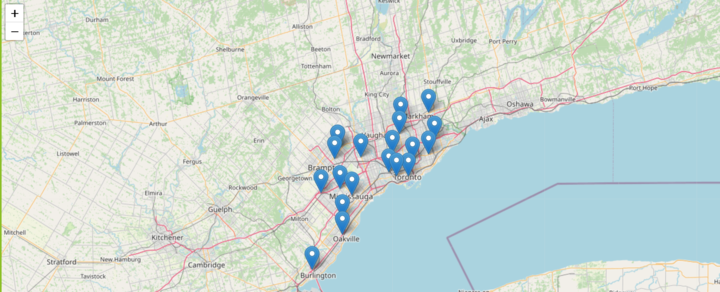 +
−
Durham
Keswick
Alliston
Bradford
Uxbridge
Port Perry
Shelburne
Beeton
Newmarket
Tottenham
Aurora
Mount Forest
Stouffville
King City
Port Hope
Harriston
Orangeville
Bowmanville
Oshawa
Bolton
Palmerston
Arthur
Markham
Ajax
Vaugh
Erin
Listowel
Fergus
Bramp
Georgetown
Toronto
Elmira
Rockwood
Guelph
Milton
Mitchell
Kitchener
Oakville
Stratford
New Hamburg
Cambridge
Tavistock
Burlington